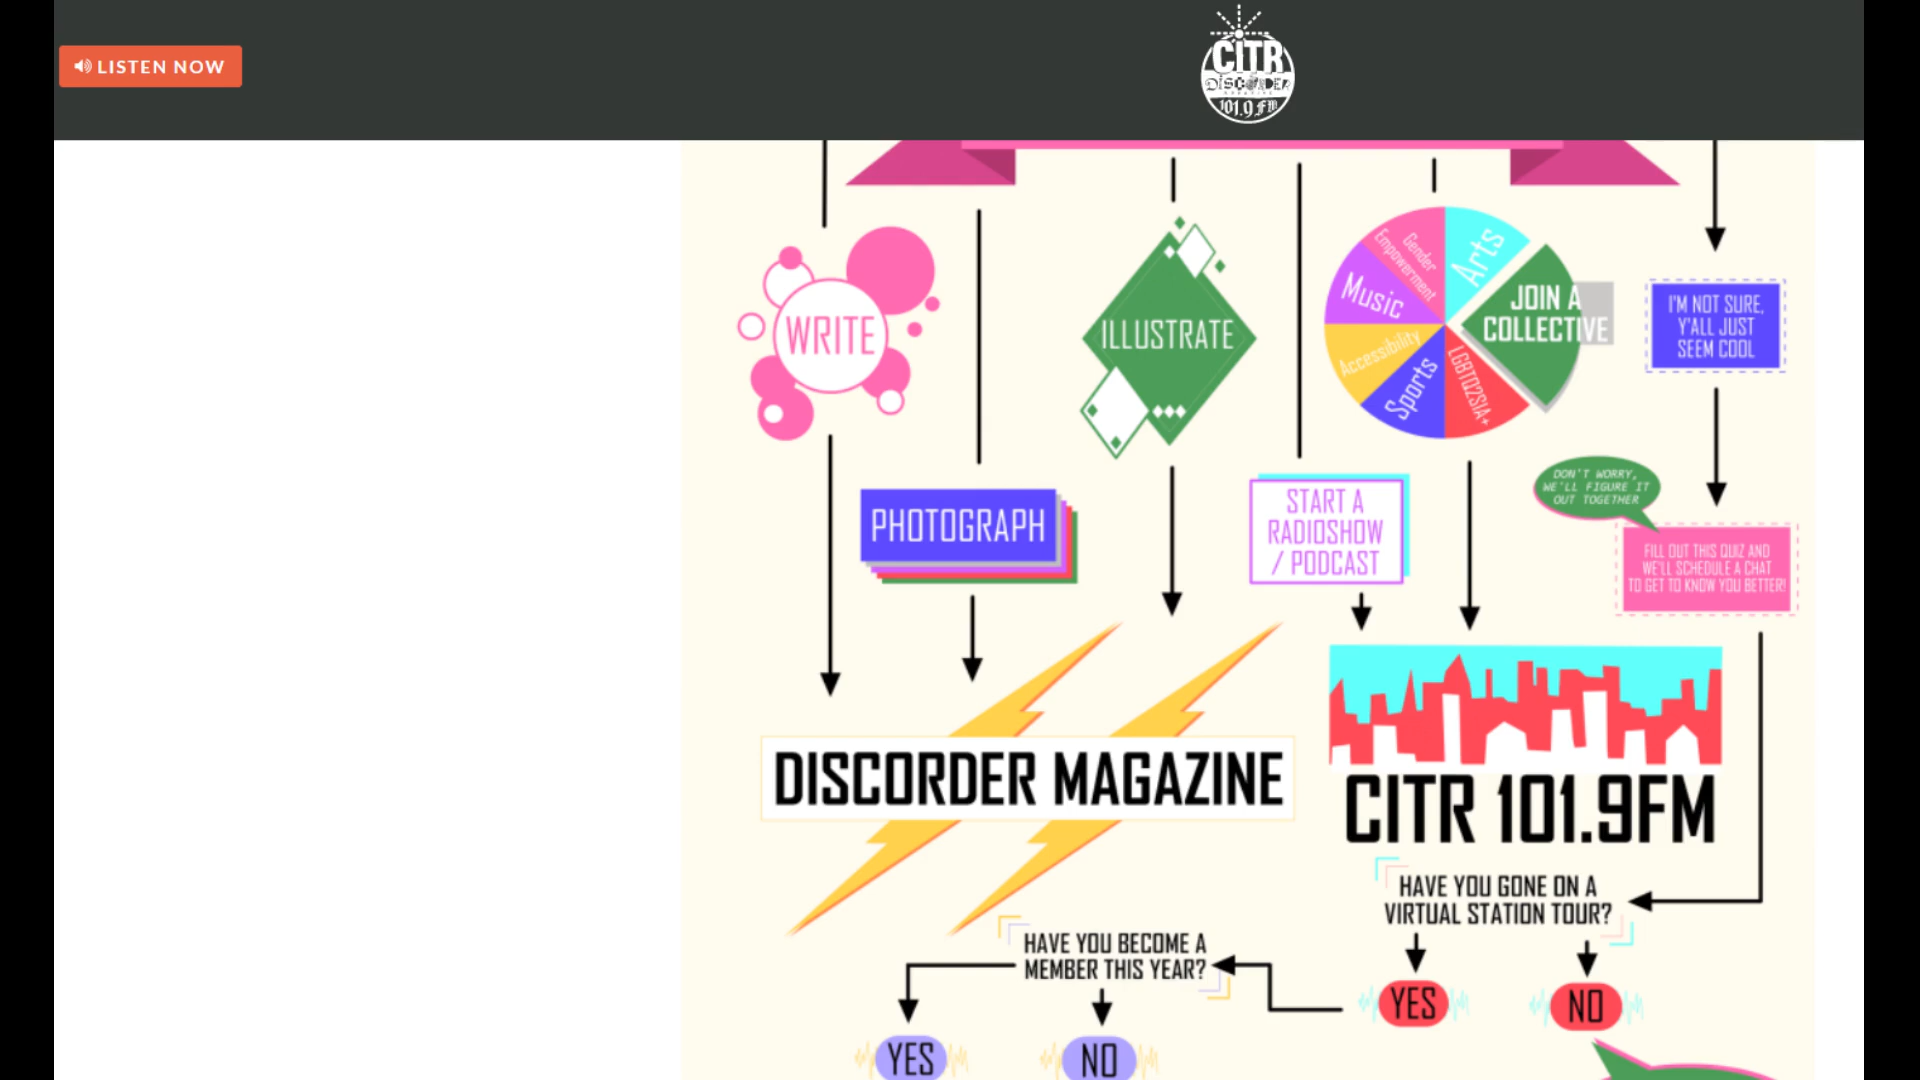 LISTEN NOW
CiTR
DISCORDER
101.9 FM
WRITE
ILLUSTRATE
Gender
Empowerment
Arts
Music
Accessibility
Sports
LGBTQ2SIA+
JOIN A
COLLECTIVE
I'M NOT SURE,
Y'ALL JUST
SEEM COOL
PHOTOGRAPH
START A
RADIOSHOW
/ PODCAST
DON'T WORRY,
WE'LL FIGURE IT
OUT TOGETHER
FILL OUT THIS QUIZ AND
WE'LL SCHEDULE A CHAT
TO GET TO KNOW YOU BETTER!
DISCORDER MAGAZINE
CITR 101.9FM
HAVE YOU GONE ON A
VIRTUAL STATION TOUR?
HAVE YOU BECOME A
MEMBER THIS YEAR?
YES
NO
YES
NO